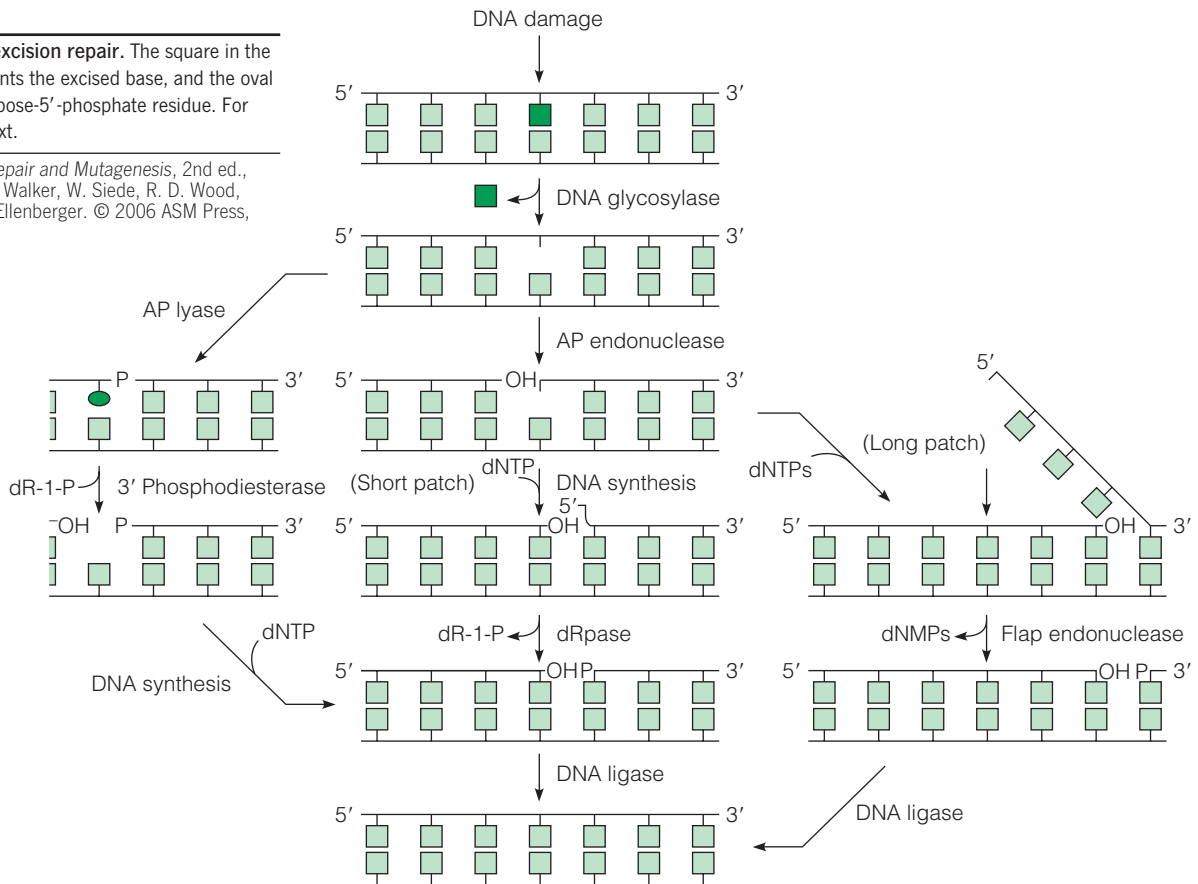 DNA damage
excision repair. The square in the
nts the excised base, and the oval
bose-5′-phosphate residue. For
xt.
epair and Mutagenesis, 2nd ed.,
Walker, W. Siede, R. D. Wood,
Ellenberger. © 2006 ASM Press,
5′ 3′
DNA glycosylase
5′ 3′
AP lyase
AP endonuclease
P 3′
5′ OH 3′
5′
dR-1-P 3′ Phosphodiesterase
(Short patch) dNTP DNA synthesis
dNTPs (Long patch)
OH P 3′
5′ OH 5′ 3′
5′ OH 3′
dNTP
DNA synthesis
dR-1-P dRpase
dNMPs Flap endonuclease
5′ OH P 3′
5′ OH P 3′
DNA ligase
DNA ligase
5′ 3′